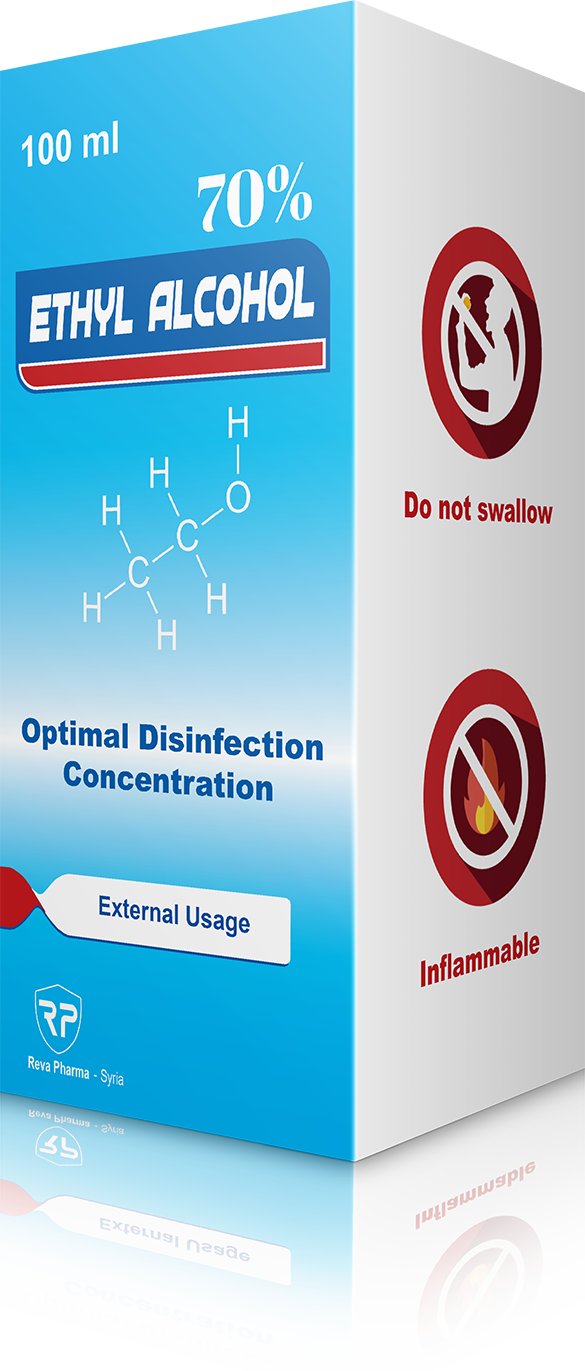 100 ml
70%
ETHYL ALCOHOL
H
H
O
H
C
C
H
H
H
Optimal Disinfection
Concentration
External Usage
RP
Reva Pharma - Syria
Do not swallow
Inflammable